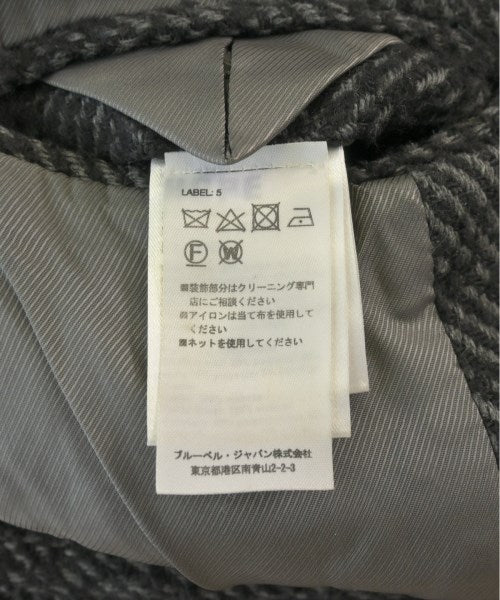 LABEL: 5
F W
※装飾部分はクリーニング専門
店にご相談ください
※アイロンは当て布を使用して
ください
※ネットを使用してください
ブルーベル・ジャパン株式会社
東京都港区南青山2-2-3